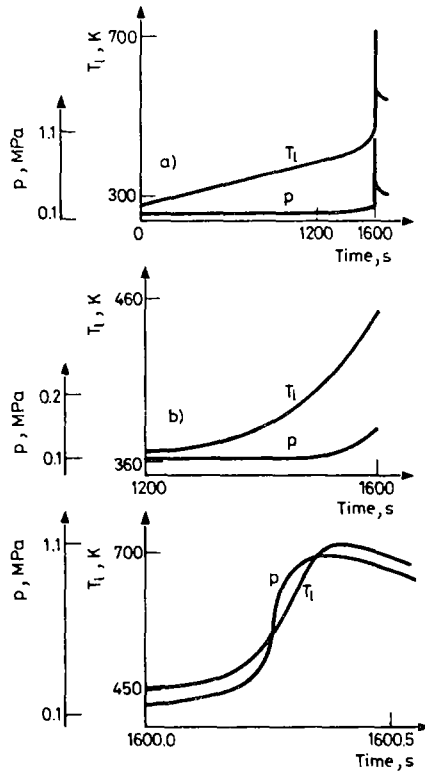 700
T_l, K
1.1
p, MPa
a)
T_l
300
p
0.1
0
1200
1600
Time, s
460
T_l, K
0.2
p, MPa
b)
T_l
p
0.1
360
1200
1600
Time, s
1.1
700
p, MPa
T_l, K
p
T_l
450
0.1
1600.0
1600.5
Time, s